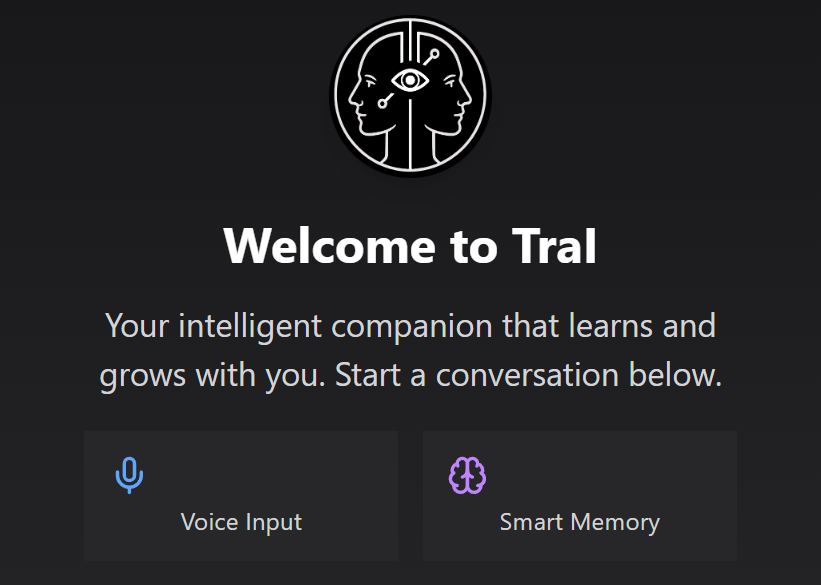 Welcome to TraI
Your intelligent companion that learns and
grows with you. Start a conversation below.
Voice Input
Smart Memory